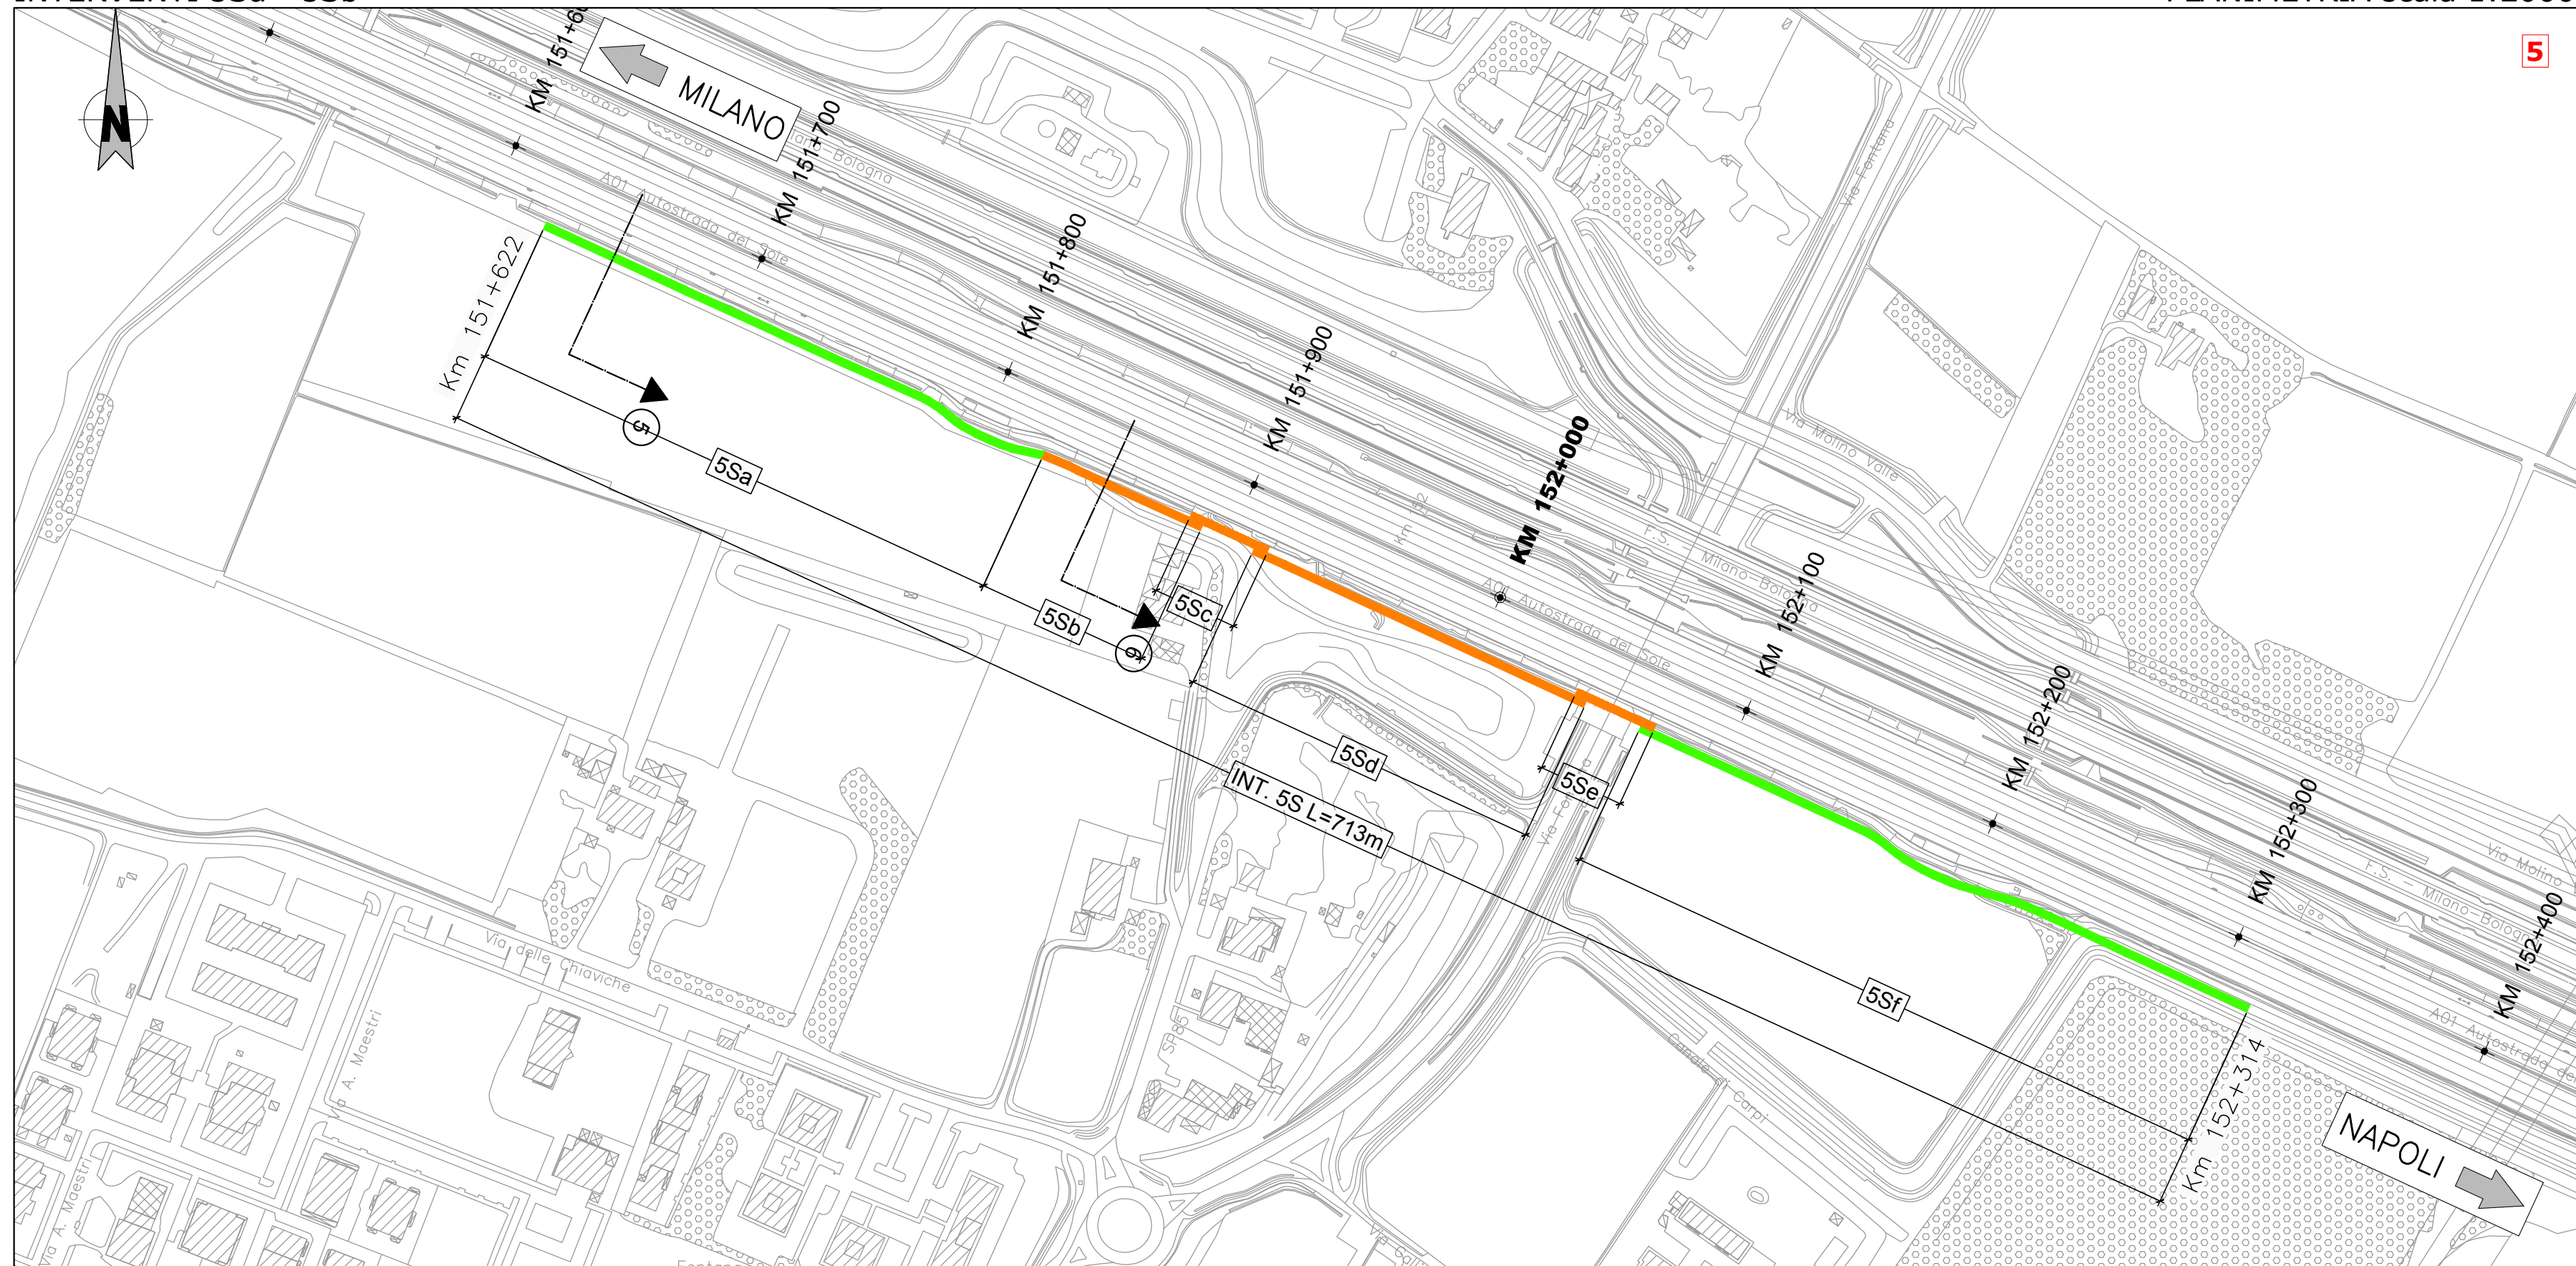 5
N
MILANO
KM 151+700
Bologna
A01 Autostrada del Sole
KM 151+800
Km 151+622
KM 151+900
Via Fontana
Via Molino Valle
KM 152+000
Km 152
F.S. Milano-Bologna
5
5Sa
5Sb
5Sc
6
A01 Autostrada del Sole
KM 152+100
KM 152+200
5Sd
5Se
INT. 5S L=713m
KM 152+300
Via Molino
F.S. - Milano-Bologna
KM 152+400
5Sf
A01 Autostrada del
Via delle Chiaviche
Via A. Maestri
SP85
Canale di Carpi
Km 152+314
NAPOLI
Via A. Maestri